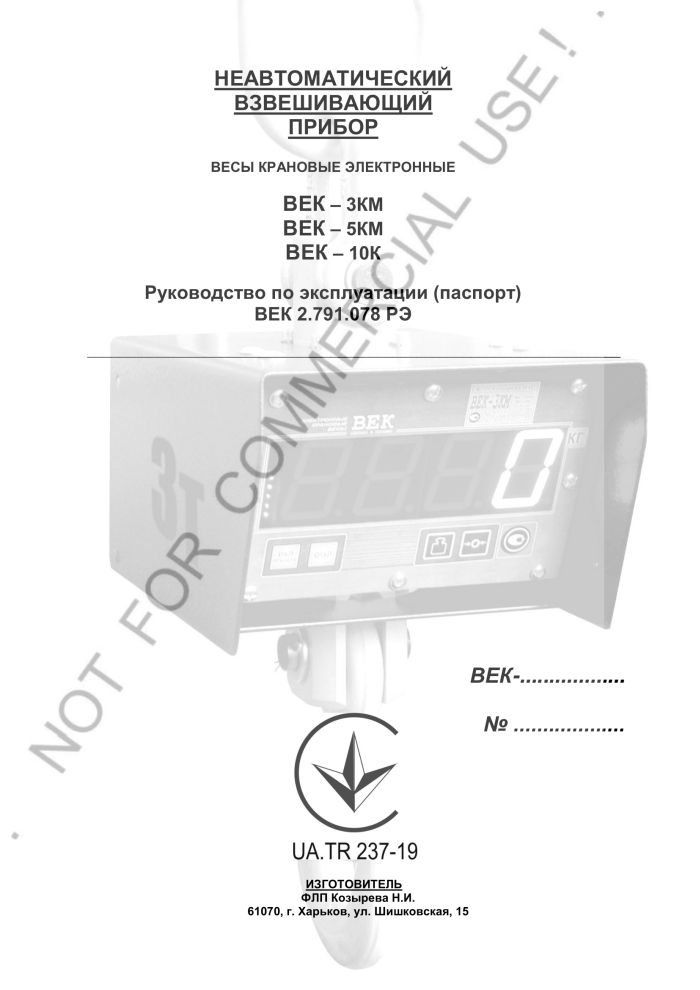 НЕАВТОМАТИЧЕСКИЙ
ВЗВЕШИВАЮЩИЙ
ПРИБОР
ВЕСЫ КРАНОВЫЕ ЭЛЕКТРОННЫЕ
ВЕК – 3КМ
ВЕК – 5КМ
ВЕК – 10К
Руководство по эксплуатации (паспорт)
ВЕК 2.791.078 РЭ
NOT FOR COMMERCIAL USE !
ВЕК
0
КГ
3т
ВЕК-..................
№ ...................
UA.TR 237-19
ИЗГОТОВИТЕЛЬ
ФЛП Козырева Н.И.
61070, г. Харьков, ул. Шишковская, 15